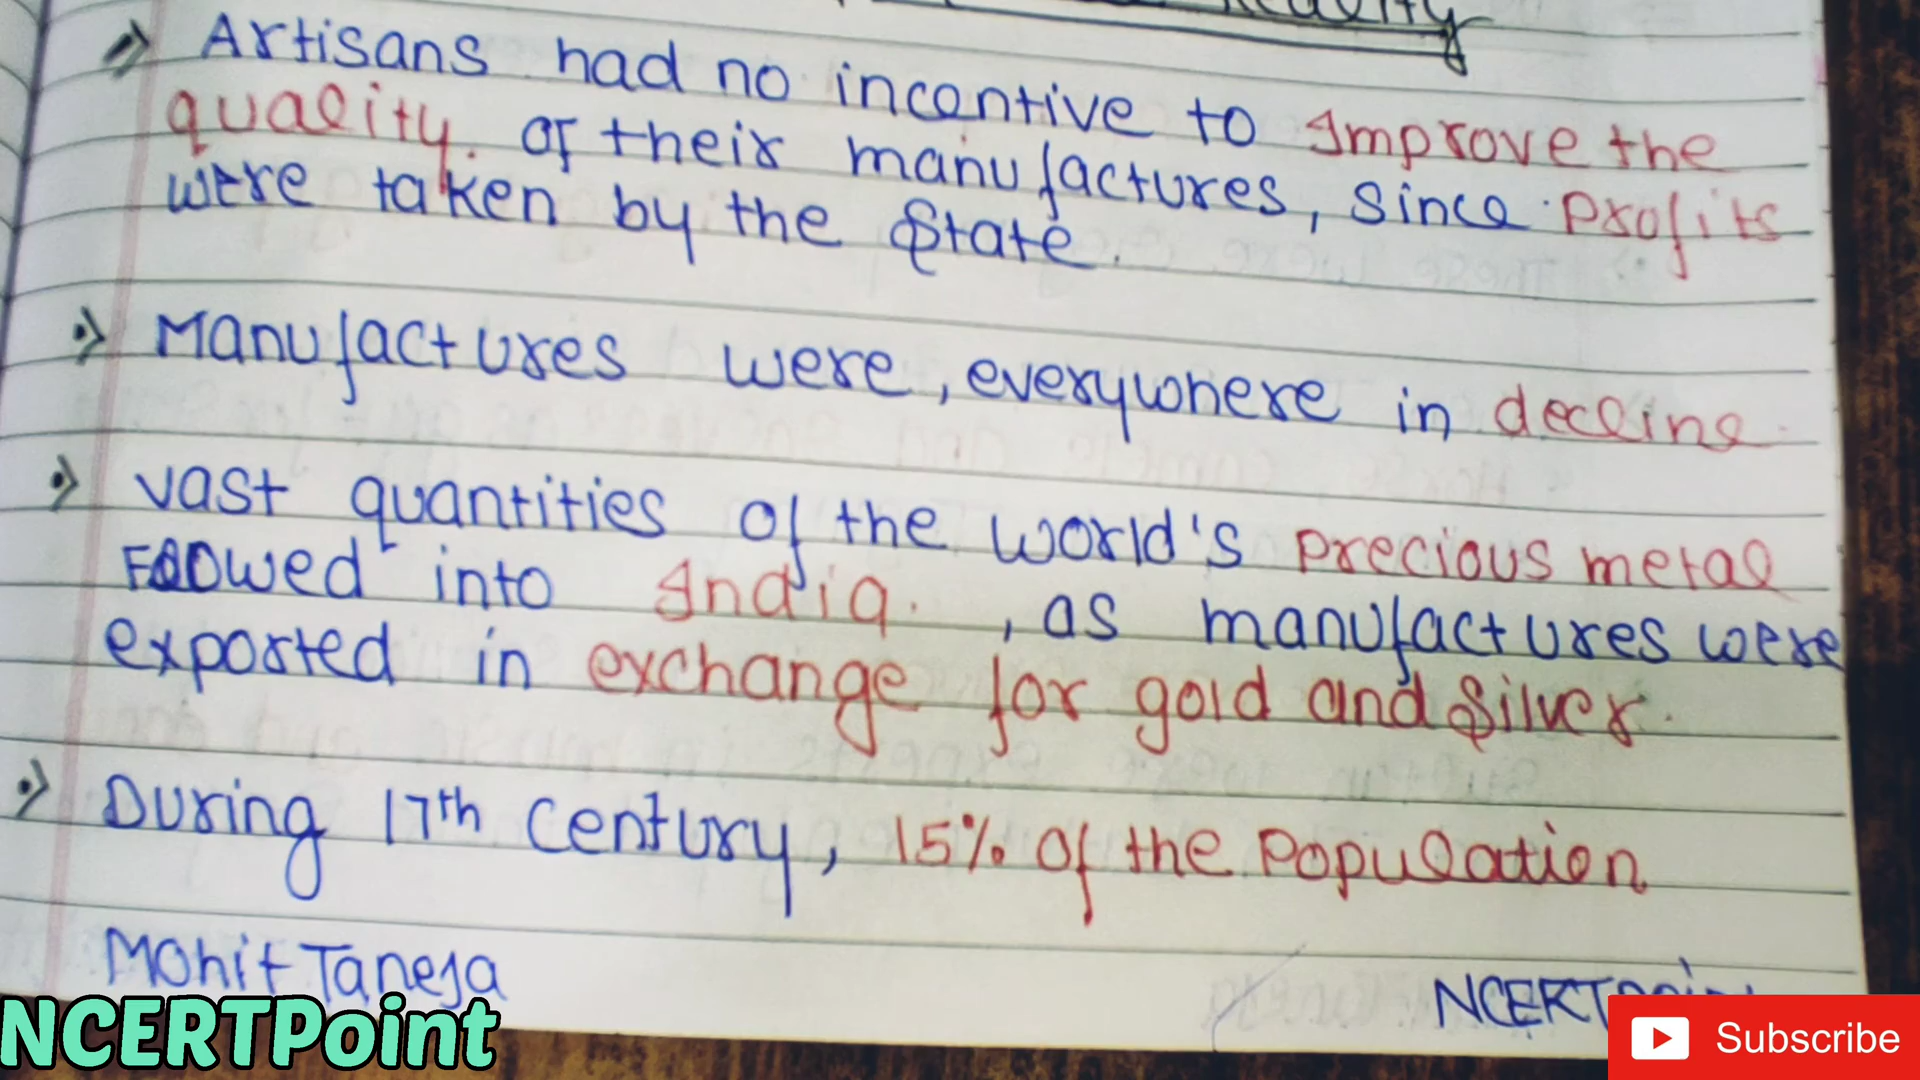 ⇒ Artisans had no incentive to Improve the
quality. of their manufactures, since profits
were taken by the State.
⇒ Manufactures were, everywhere in decline.
⇒ Vast quantities of the world's precious metal
Flowed into India. , as manufactures were
exported in exchange for gold and silver.
⇒ During 17th century, 15% of the Population
Mohit Taneja
NCERTPoint
Subscribe